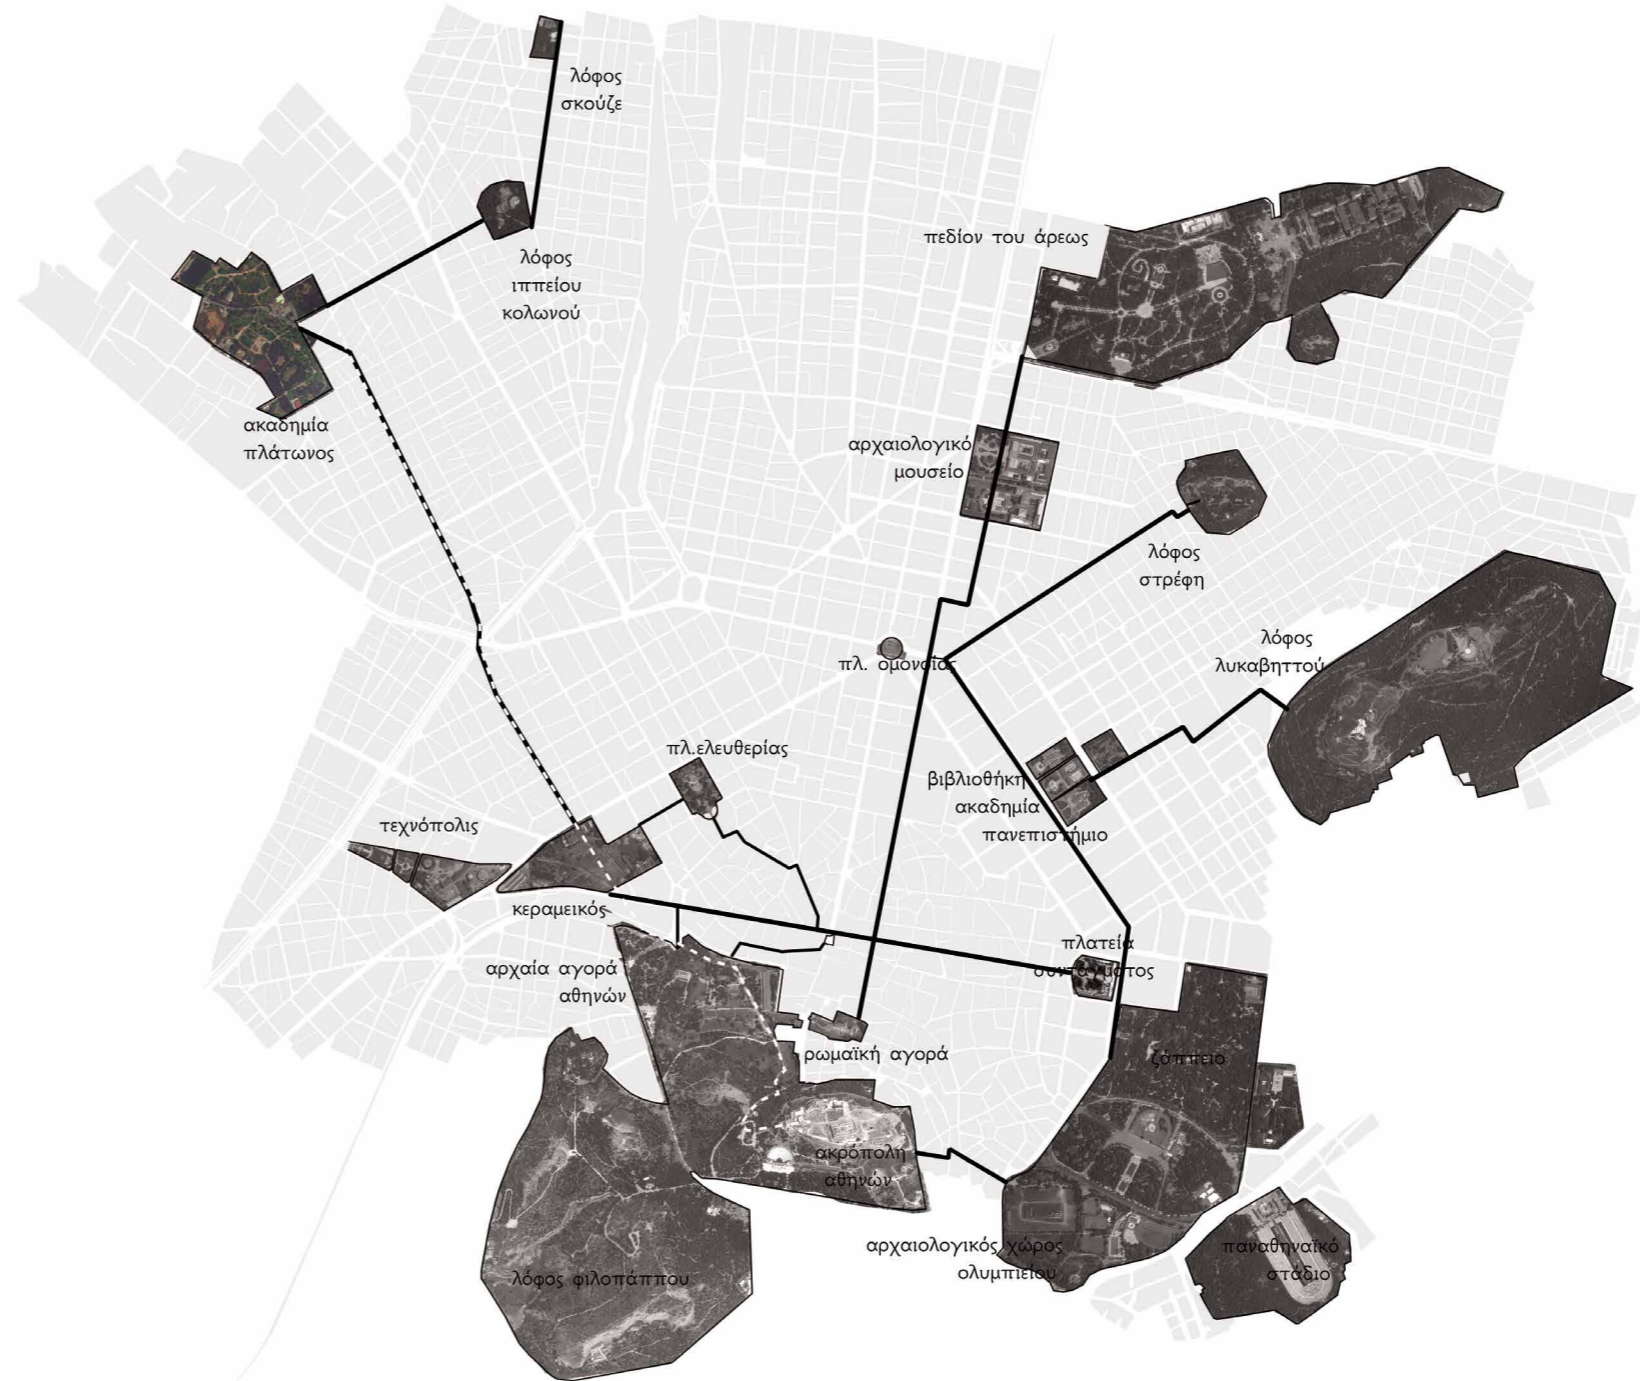 λόφος
σκούζε
πεδίον του άρεως
λόφος
ιππείου
κολωνού
ακαδημία
πλάτωνος
αρχαιολογικό
μουσείο
λόφος
στρέφη
λόφος
λυκαβηττού
πλ. ομονοίας
πλ.ελευθερίας
βιβλιοθήκη
ακαδημία
πανεπιστήμιο
τεχνόπολις
κεραμεικός
πλατεία
συντάγματος
αρχαία αγορά
αθηνών
ρωμαϊκή αγορά
ζάππειο
ακρόπολη
αθηνών
αρχαιολογικός χώρος
ολυμπιείου
παναθηναϊκό
στάδιο
λόφος φιλοπάππου